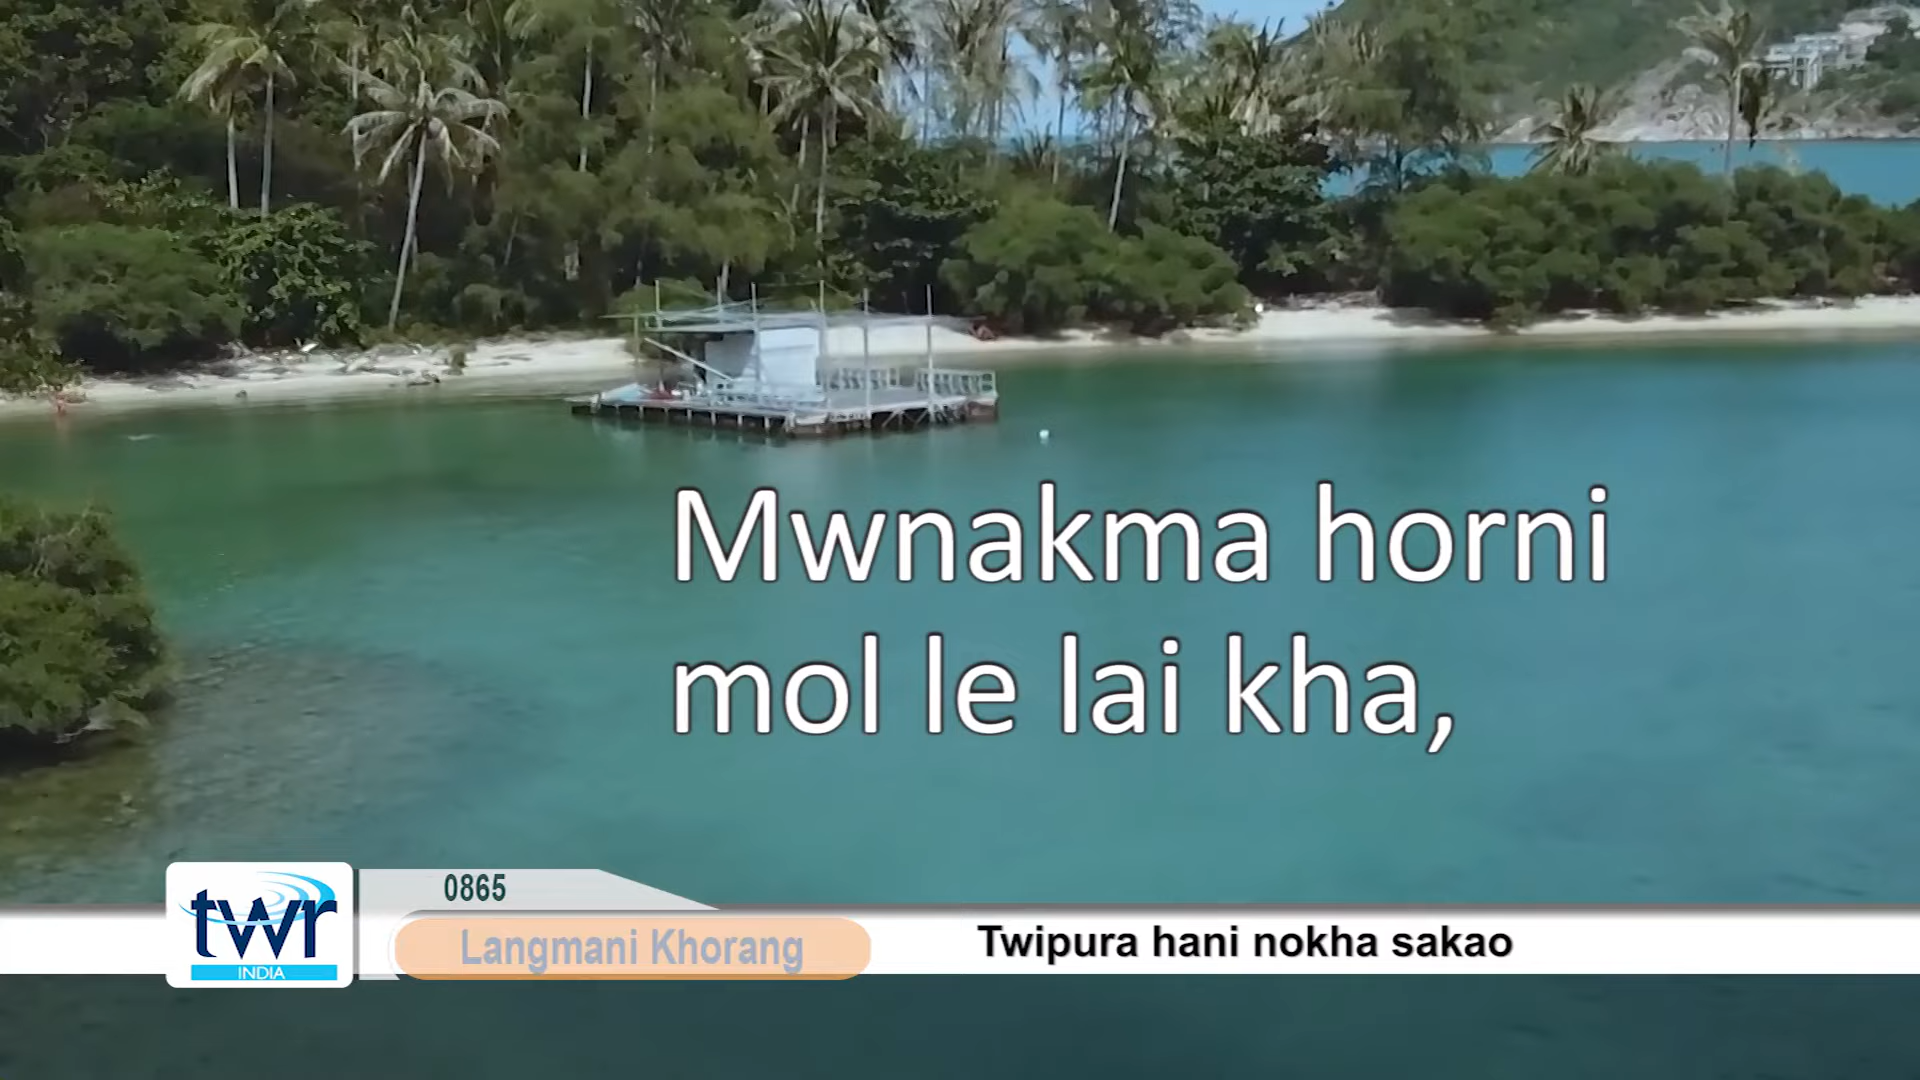 Mwnakma horni
mol le lai kha,
0865
twr
INDIA
Langmani Khorang
Twipura hani nokha sakao